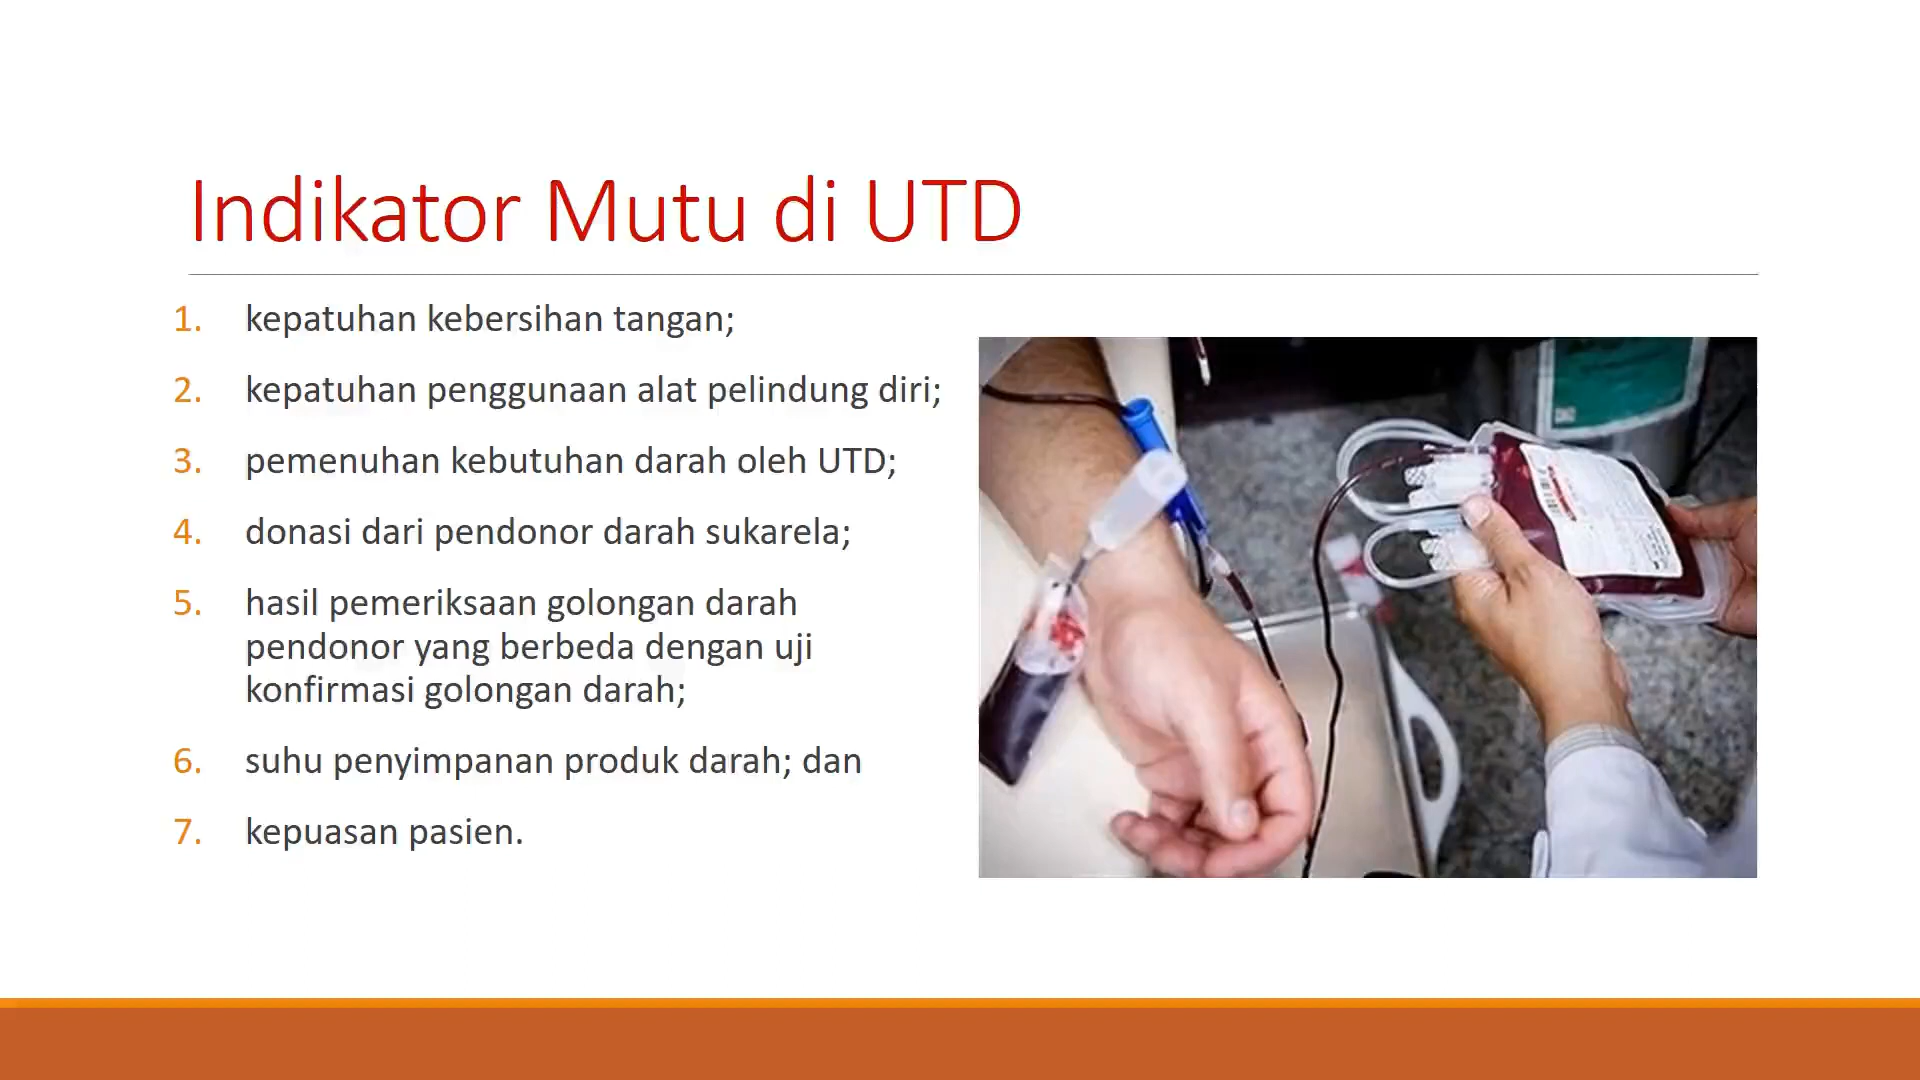 Indikator Mutu di UTD
1. kepatuhan kebersihan tangan;
2. kepatuhan penggunaan alat pelindung diri;
3. pemenuhan kebutuhan darah oleh UTD;
4. donasi dari pendonor darah sukarela;
5. hasil pemeriksaan golongan darah
pendonor yang berbeda dengan uji
konfirmasi golongan darah;
6. suhu penyimpanan produk darah; dan
7. kepuasan pasien.